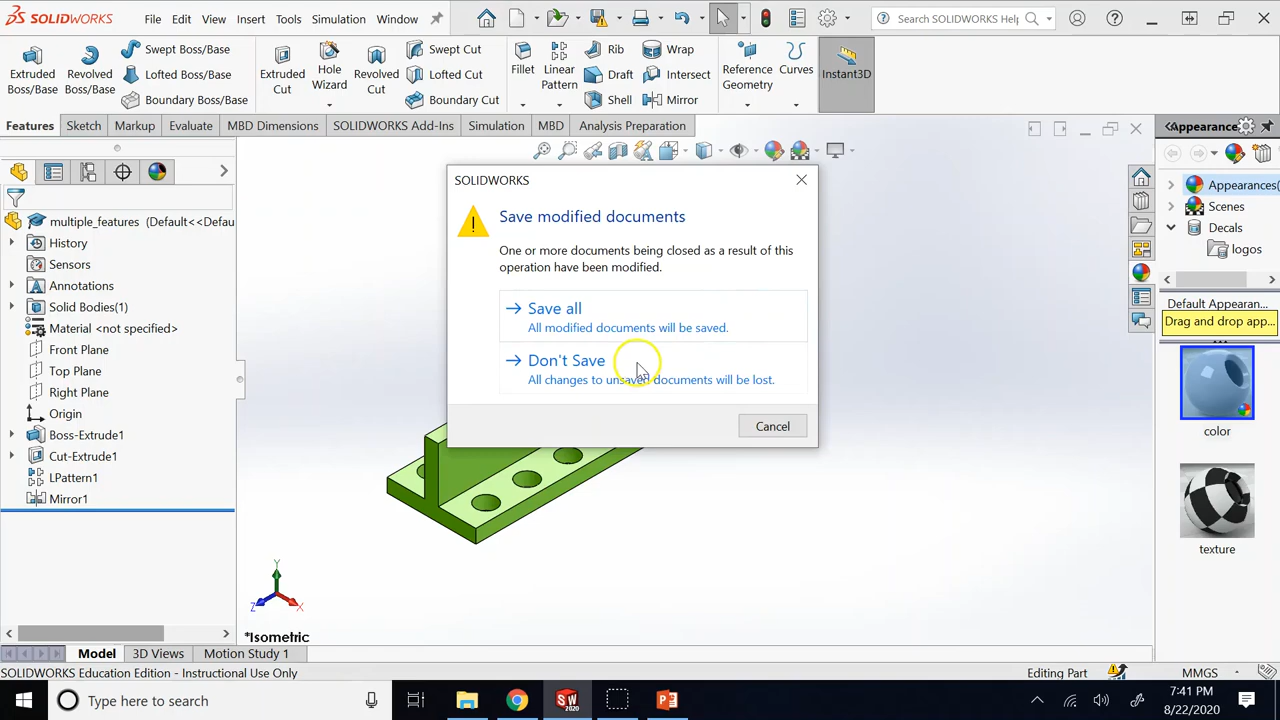 SOLIDWORKS File Edit View Insert Tools Simulation Window Search SOLIDWORKS Help
Extruded Boss/Base
Revolved Boss/Base
Swept Boss/Base
Lofted Boss/Base
Boundary Boss/Base
Extruded Cut
Hole Wizard
Revolved Cut
Swept Cut
Lofted Cut
Boundary Cut
Fillet
Linear Pattern
Rib
Draft
Shell
Wrap
Intersect
Mirror
Reference Geometry
Curves
Instant3D
Features Sketch Markup Evaluate MBD Dimensions SOLIDWORKS Add-Ins Simulation MBD Analysis Preparation
multiple_features (Default<<Defau
History
Sensors
Annotations
Solid Bodies(1)
Material <not specified>
Front Plane
Top Plane
Right Plane
Origin
Boss-Extrude1
Cut-Extrude1
LPattern1
Mirror1
SOLIDWORKS
Save modified documents
One or more documents being closed as a result of this
operation have been modified.
Save all
All modified documents will be saved.
Don't Save
All changes to unsaved documents will be lost.
Cancel
Y
Z
X
*Isometric
Appearance
Appearances(
Scenes
Decals
logos
Default Appearan...
Drag and drop app...
color
texture
Model 3D Views Motion Study 1
SOLIDWORKS Education Edition - Instructional Use Only Editing Part MMGS
Type here to search
SW
2020
7:41 PM
8/22/2020